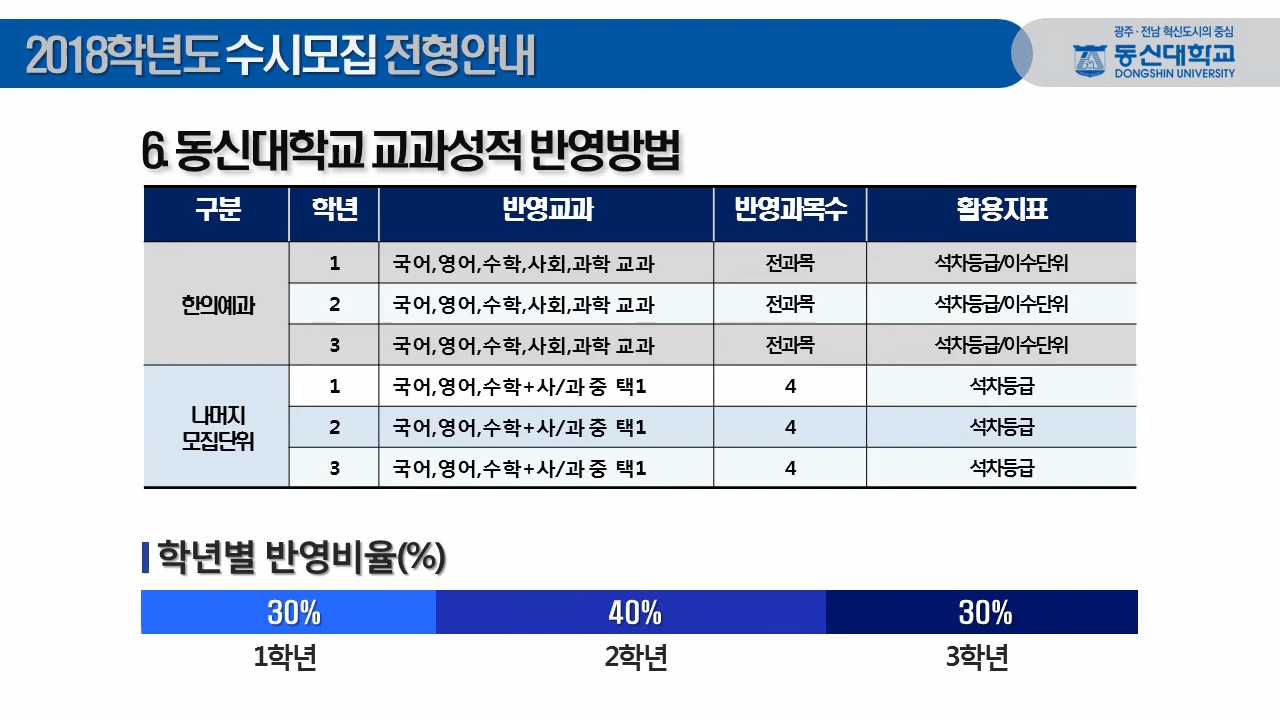 2018학년도 수시모집 전형안내
광주·전남 혁신도시의 중심
동신대학교
DONGSHIN UNIVERSITY
6. 동신대학교 교과성적 반영방법
구분 학년 반영교과 반영과목수 활용지표
한의예과
1 국어,영어,수학,사회,과학 교과 전과목 석차등급/이수단위
2 국어,영어,수학,사회,과학 교과 전과목 석차등급/이수단위
3 국어,영어,수학,사회,과학 교과 전과목 석차등급/이수단위
나머지
모집단위
1 국어,영어,수학+사/과 중 택1 4 석차등급
2 국어,영어,수학+사/과 중 택1 4 석차등급
3 국어,영어,수학+사/과 중 택1 4 석차등급
학년별 반영비율(%)
30% 40% 30%
1학년 2학년 3학년